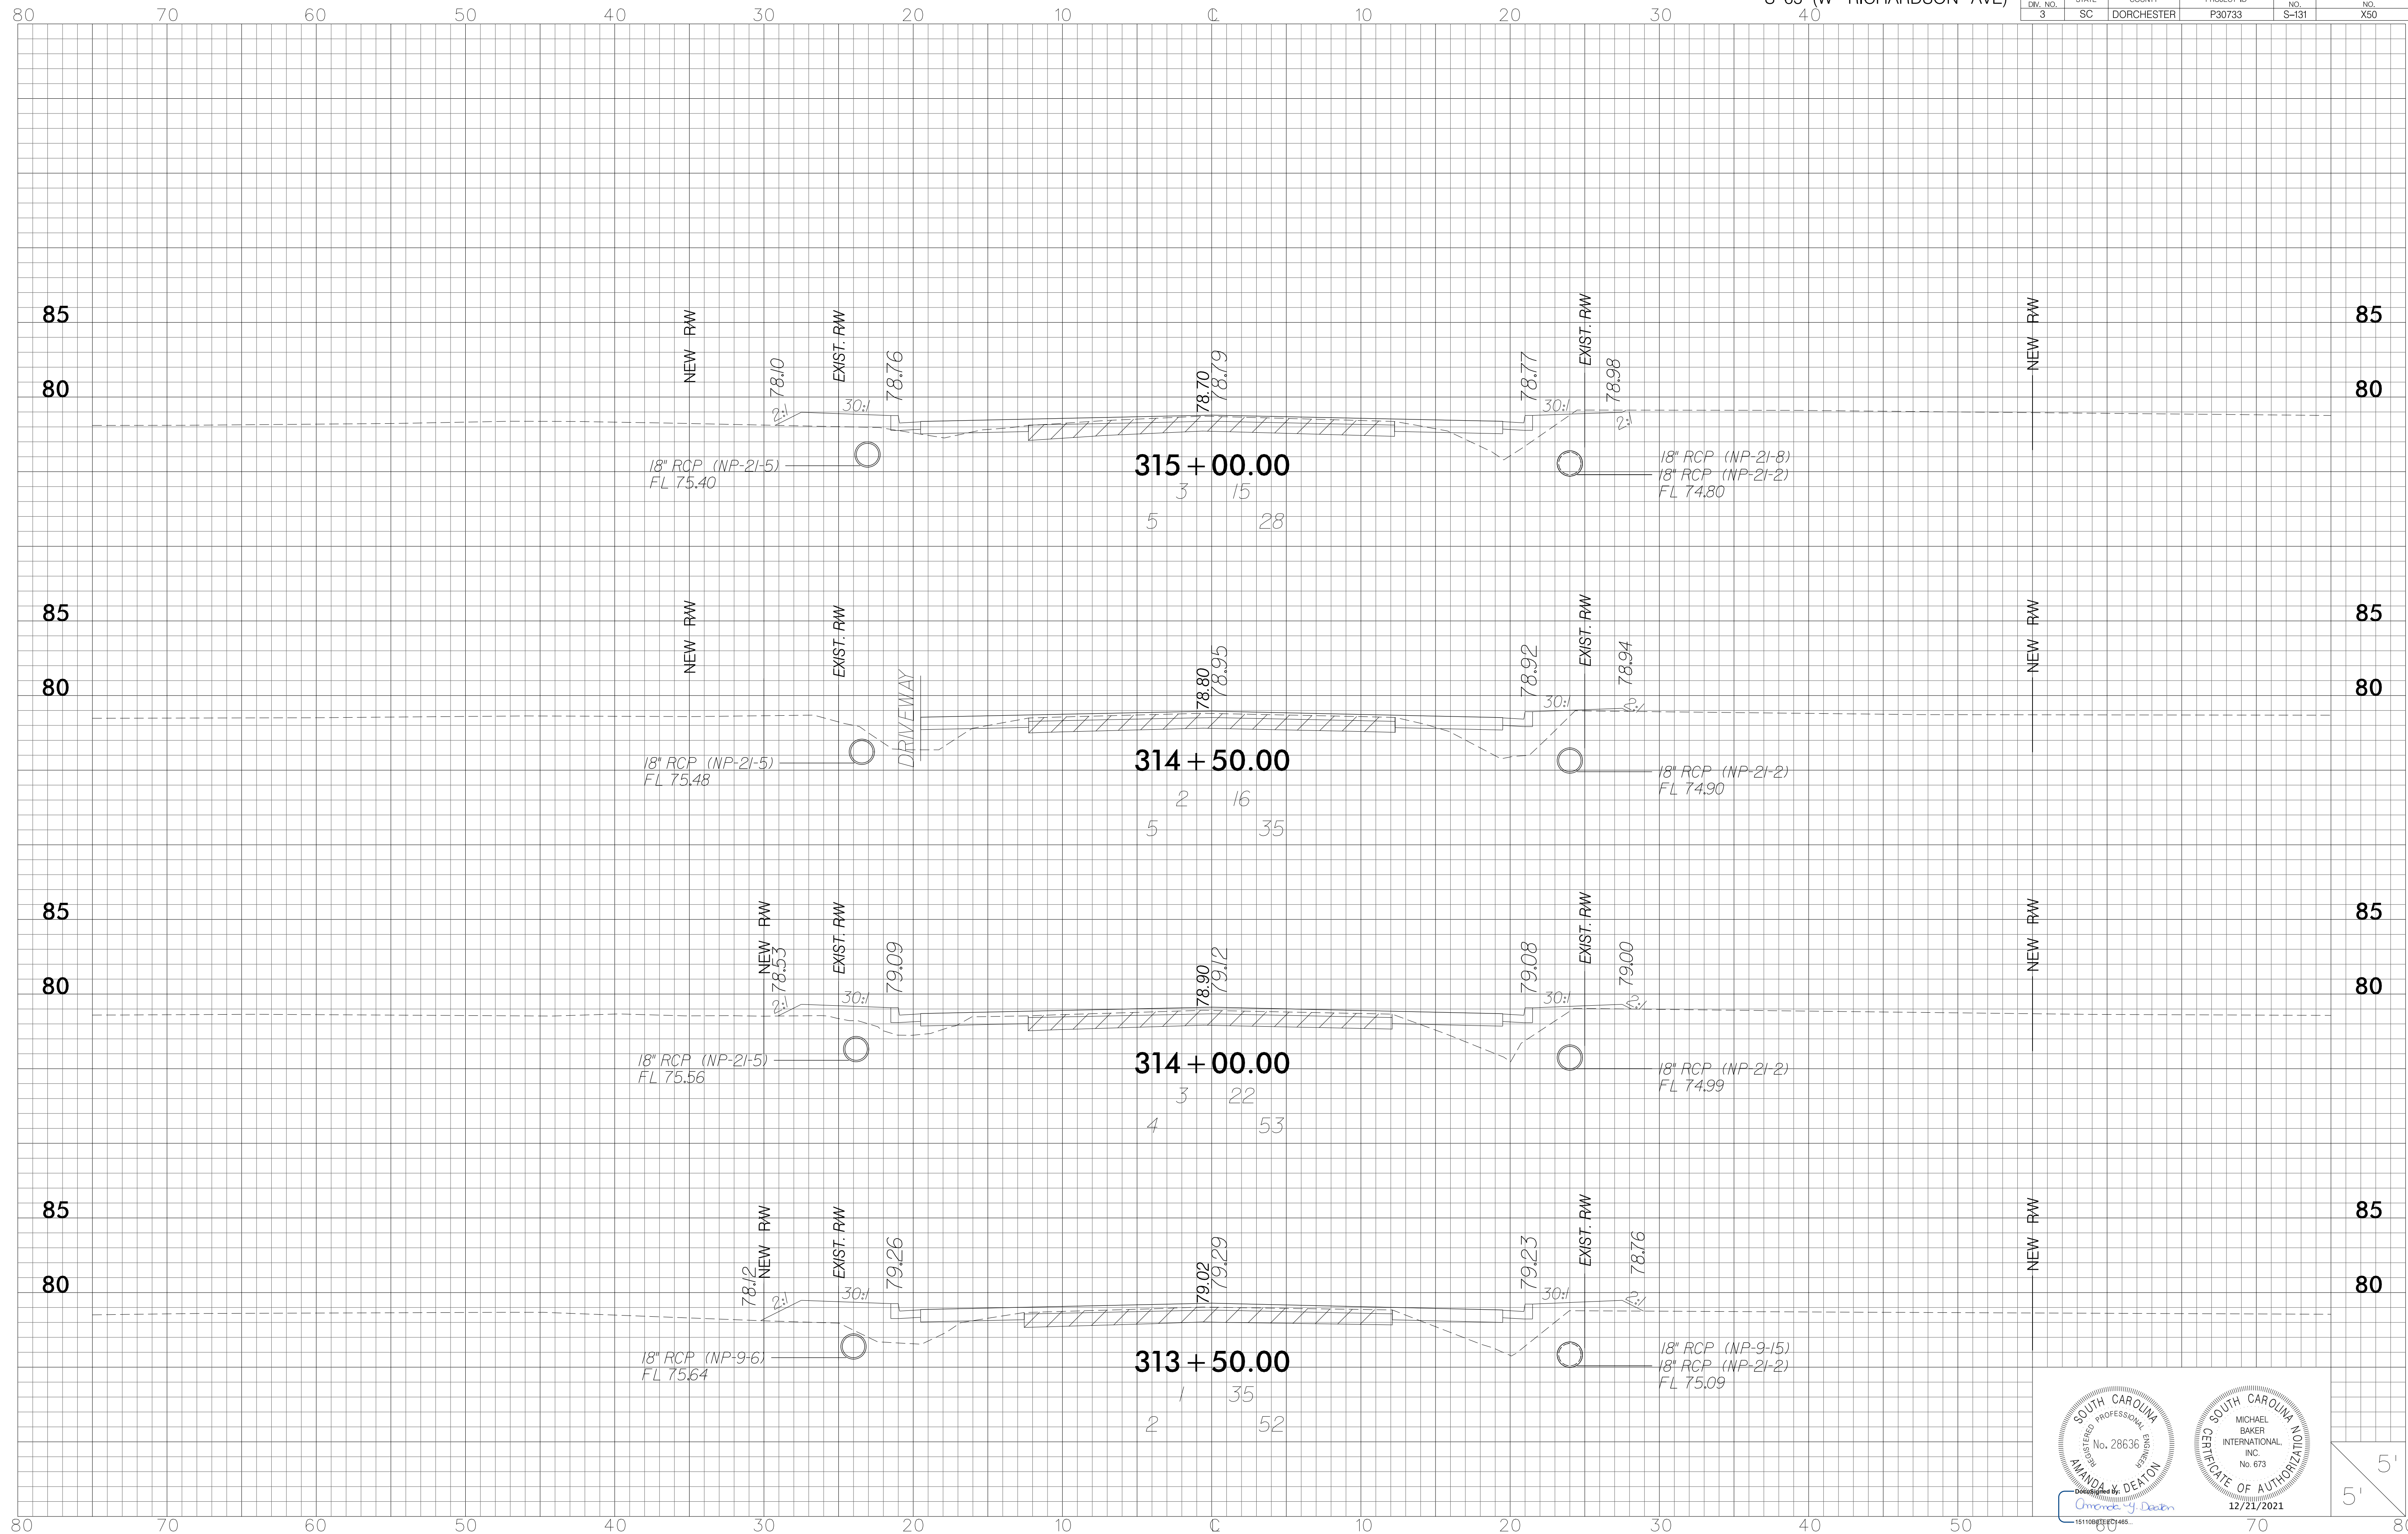 80 70 60 50 40 30 20 10 ℄ 10 20 30 40
DIV. NO.
NO.
NO.
3 SC DORCHESTER P30733 S-131 X50
85 85
80 80
NEW R/W
78.10
EXIST. R/W
78.76
78.70
78.79
78.77
EXIST. R/W
78.98
NEW R/W
2:1 30:1 30:1 2:1
18" RCP (NP-21-5)
FL 75.40
315+00.00
3 15
5 28
18" RCP (NP-21-8)
18" RCP (NP-21-2)
FL 74.80
85 85
80 80
NEW R/W
EXIST. R/W
DRIVEWAY
78.80
78.95
78.92
EXIST. R/W
78.94
NEW R/W
30:1 2:1
18" RCP (NP-21-5)
FL 75.48
314+50.00
2 16
5 35
18" RCP (NP-21-2)
FL 74.90
85 85
80 80
NEW R/W
78.53
EXIST. R/W
79.09
78.90
79.12
79.08
EXIST. R/W
79.00
NEW R/W
2:1 30:1 30:1 2:1
18" RCP (NP-21-5)
FL 75.56
314+00.00
3 22
4 53
18" RCP (NP-21-2)
FL 74.99
85 85
80 80
78.12
NEW R/W
EXIST. R/W
79.26
79.02
79.29
79.23
EXIST. R/W
78.76
NEW R/W
2:1 30:1 30:1 2:1
18" RCP (NP-9-6)
FL 75.64
313+50.00
1 35
2 52
18" RCP (NP-9-15)
18" RCP (NP-21-2)
FL 75.09
SOUTH CAROLINA
REGISTERED PROFESSIONAL ENGINEER
No. 28636
AMANDA Y. DEATON
DocuSigned by:
Amanda Y. Deaton
SOUTH CAROLINA
MICHAEL
BAKER
INTERNATIONAL,
INC.
No. 673
CERTIFICATE OF AUTHORIZATION
12/21/2021
5'
5'
80 70 60 50 40 30 20 10 ℄ 10 20 30 40 50 60 70 80